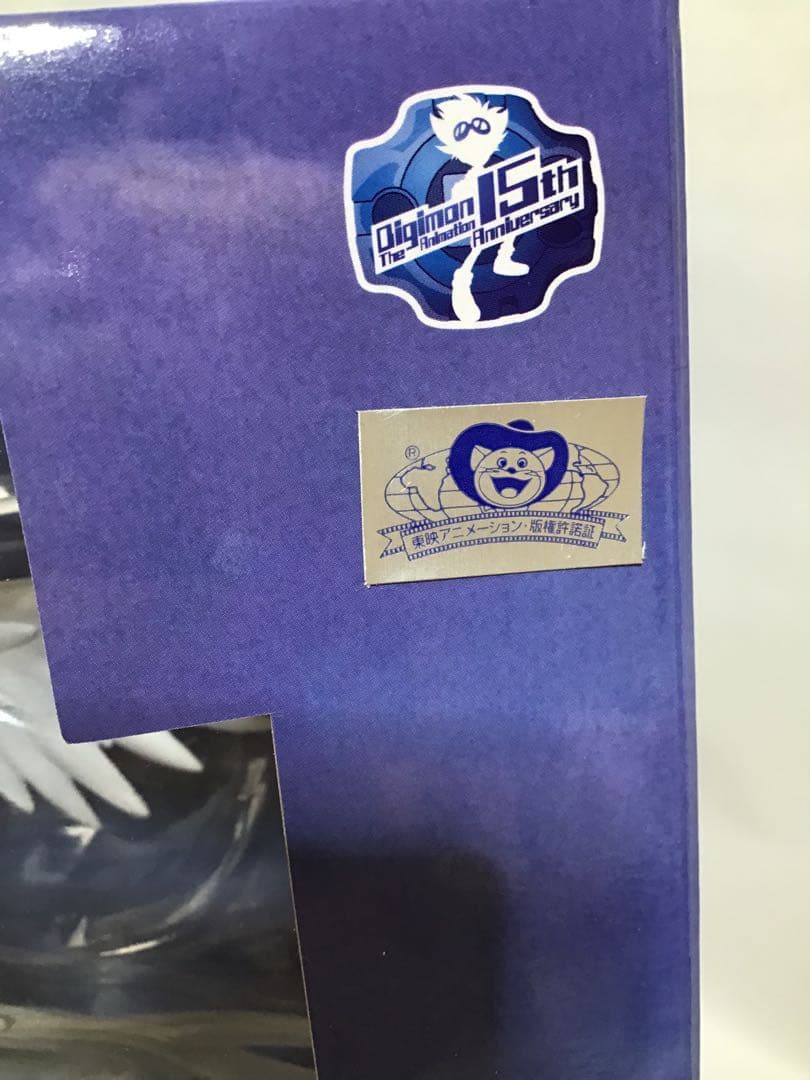 Digimon 15th
The Animation Anniversary
®
東映アニメーション・版権許諾証